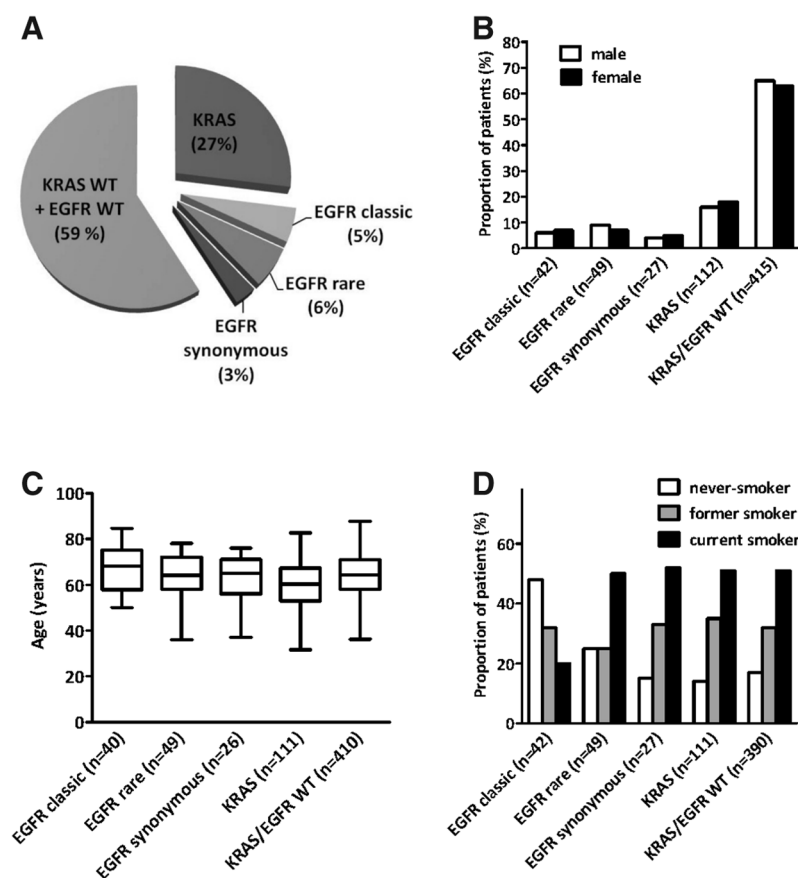 A
KRAS
(27%)
KRAS WT
+ EGFR WT
(59 %)
EGFR classic
(5%)
EGFR rare
(6%)
EGFR
synonymous
(3%)
B
Proportion of patients (%)
80
70
60
50
40
30
20
10
0
male
female
EGFR classic (n=42)
EGFR rare (n=49)
EGFR synonymous (n=27)
KRAS (n=112)
KRAS/EGFR WT (n=415)
C
Age (years)
100
80
60
40
20
0
EGFR classic (n=40)
EGFR rare (n=49)
EGFR synonymous (n=26)
KRAS (n=111)
KRAS/EGFR WT (n=410)
D
Proportion of patients (%)
60
40
20
0
never-smoker
former smoker
current smoker
EGFR classic (n=42)
EGFR rare (n=49)
EGFR synonymous (n=27)
KRAS (n=111)
KRAS/EGFR WT (n=390)